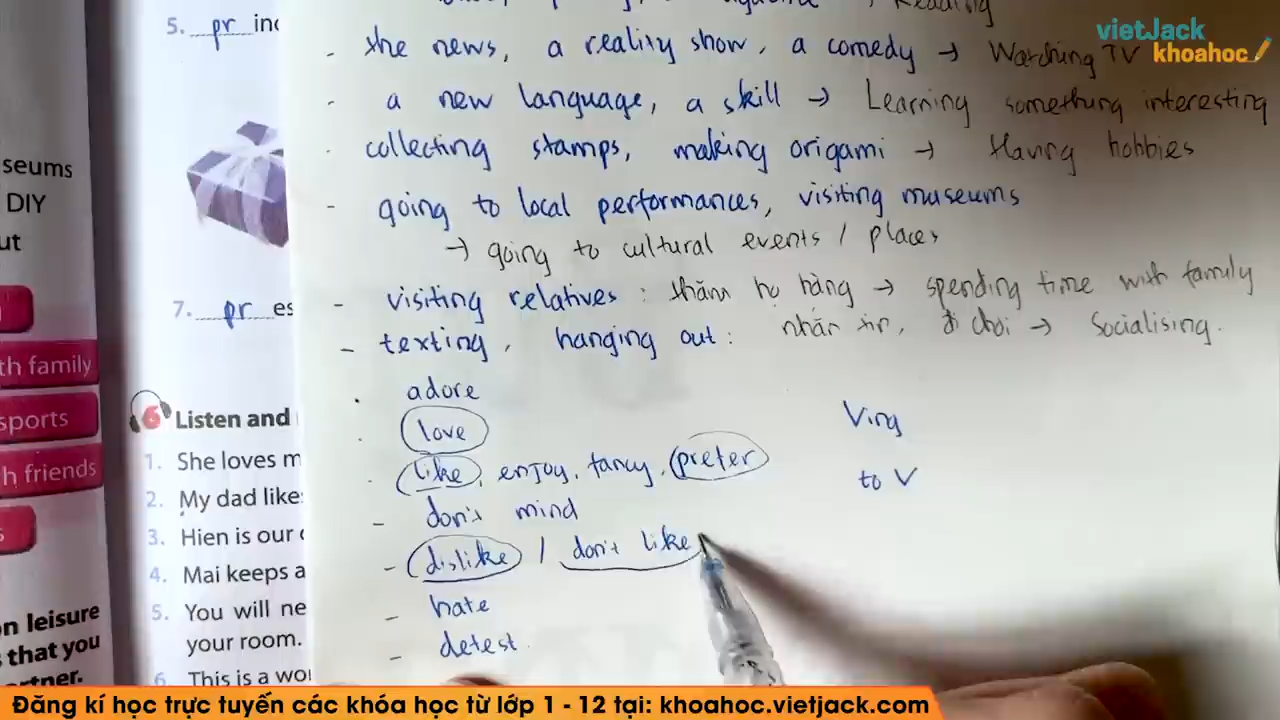 5. pr inc
, Reading
vietJack
khoahoc
- the news, a reality show, a comedy → Watching TV
- a new language, a skill → Learning something interesting
- collecting stamps, making origami → Having hobbies
- going to local performances, visiting museums
→ going to cultural events / places
- visiting relatives : thăm họ hàng → spending time with family
- texting, hanging out : nhắn tin, đi chơi → Socialising.
- adore
love
like, enjoy, fancy, prefer
- don't mind
- dislike / don't like
- hate
- detest
Ving
to V
seums
DIY
ut
th family
sports
h friends
s
n leisure
s that you
rtner.
7. pr es
6 Listen and
1. She loves m
2. My dad like
3. Hien is our
4. Mai keeps a
5. You will ne
your room.
6. This is a wo
Đăng kí học trực tuyến các khóa học từ lớp 1 - 12 tại: khoahoc.vietjack.com